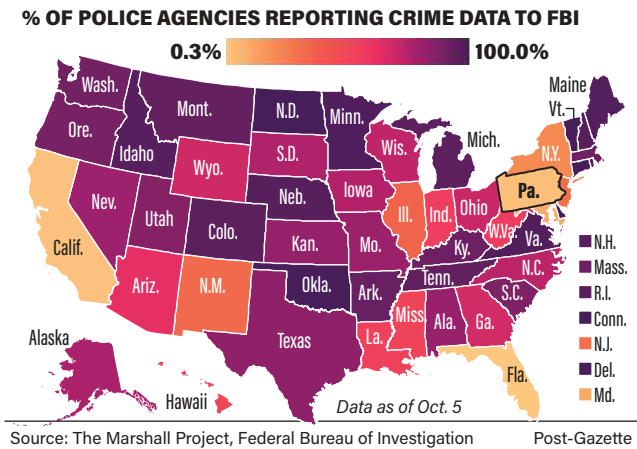 % OF POLICE AGENCIES REPORTING CRIME DATA TO FBI
0.3% 100.0%
Maine
Wash.
Vt.
Mont.
N.D.
Minn.
Ore.
Mich.
Idaho
Wis.
N.Y.
S.D.
Wyo.
Pa.
Iowa
Neb.
Nev.
Ill.
Ind.
Ohio
Utah
Colo.
W.Va.
Va.
Calif.
Kan.
Mo.
Ky.
N.H.
Mass.
N.C.
Okla.
Tenn.
Ariz.
N.M.
Ark.
S.C.
R.I.
Miss.
Ala.
Ga.
Conn.
La.
Alaska
Texas
N.J.
Fla.
Del.
Hawaii
Md.
Data as of Oct. 5
Source: The Marshall Project, Federal Bureau of Investigation Post-Gazette